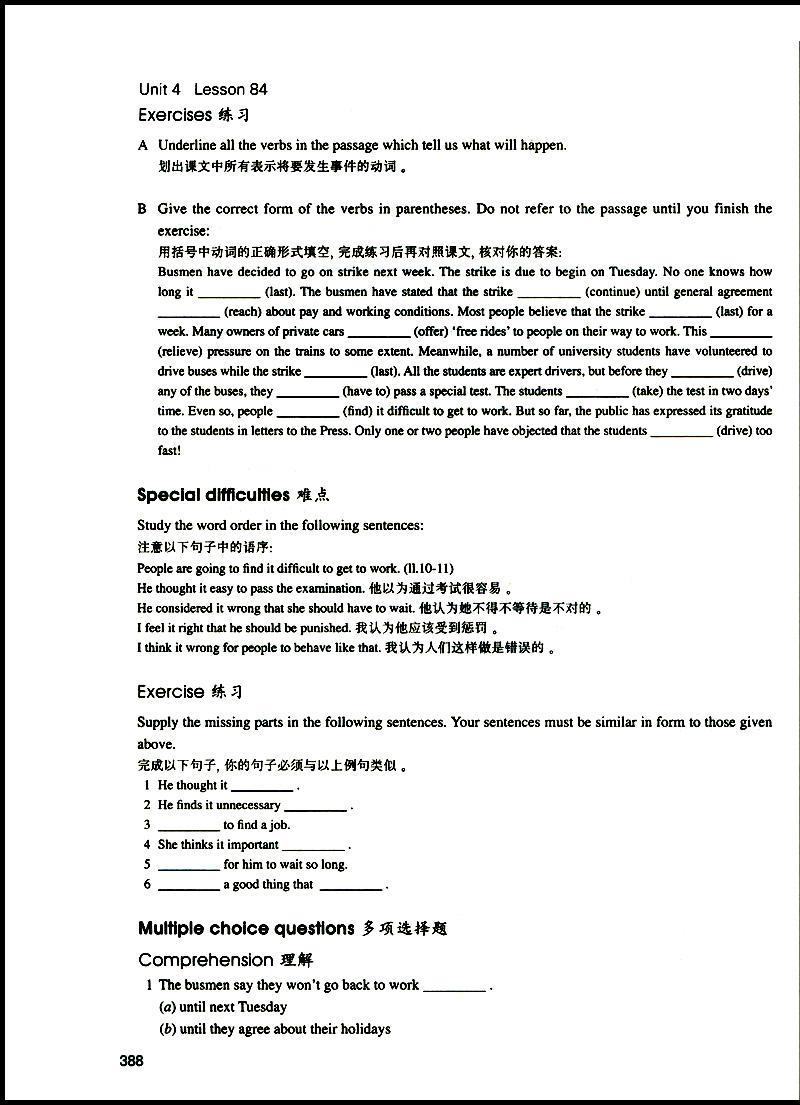 Unit 4 Lesson 84
Exercises 练习
A Underline all the verbs in the passage which tell us what will happen.
划出课文中所有表示将要发生事件的动词。
B Give the correct form of the verbs in parentheses. Do not refer to the passage until you finish the
exercise:
用括号中动词的正确形式填空, 完成练习后再对照课文, 核对你的答案:
Busmen have decided to go on strike next week. The strike is due to begin on Tuesday. No one knows how
long it _________ (last). The busmen have stated that the strike _________ (continue) until general agreement
_________ (reach) about pay and working conditions. Most people believe that the strike _________ (last) for a
week. Many owners of private cars _________ (offer) ‘free rides’ to people on their way to work. This _________
(relieve) pressure on the trains to some extent. Meanwhile, a number of university students have volunteered to
drive buses while the strike _________ (last). All the students are expert drivers, but before they _________ (drive)
any of the buses, they _________ (have to) pass a special test. The students _________ (take) the test in two days’
time. Even so, people _________ (find) it difficult to get to work. But so far, the public has expressed its gratitude
to the students in letters to the Press. Only one or two people have objected that the students _________ (drive) too
fast!
Special difficulties 难点
Study the word order in the following sentences:
注意以下句子中的语序:
People are going to find it difficult to get to work. (ll.10-11)
He thought it easy to pass the examination. 他以为通过考试很容易。
He considered it wrong that she should have to wait. 他认为她不得不等待是不对的。
I feel it right that he should be punished. 我认为他应该受到惩罚。
I think it wrong for people to behave like that. 我认为人们这样做是错误的。
Exercise 练习
Supply the missing parts in the following sentences. Your sentences must be similar in form to those given
above.
完成以下句子, 你的句子必须与以上例句类似。
1 He thought it _________ .
2 He finds it unnecessary _________ .
3 _________ to find a job.
4 She thinks it important _________ .
5 _________ for him to wait so long.
6 _________ a good thing that _________ .
Multiple choice questions 多项选择题
Comprehension 理解
1 The busmen say they won’t go back to work _________ .
(a) until next Tuesday
(b) until they agree about their holidays
388